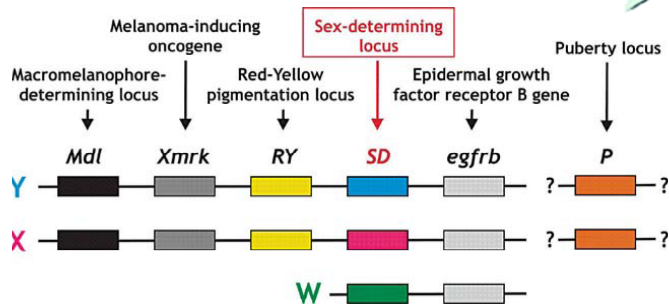 Melanoma-inducing
oncogene
Sex-determining
locus
Puberty locus
Macromelanophore-
determining locus
Red-Yellow
pigmentation locus
Epidermal growth
factor receptor B gene
Mdl Xmrk RY SD egfrb P
Y ? ?
X ? ?
W